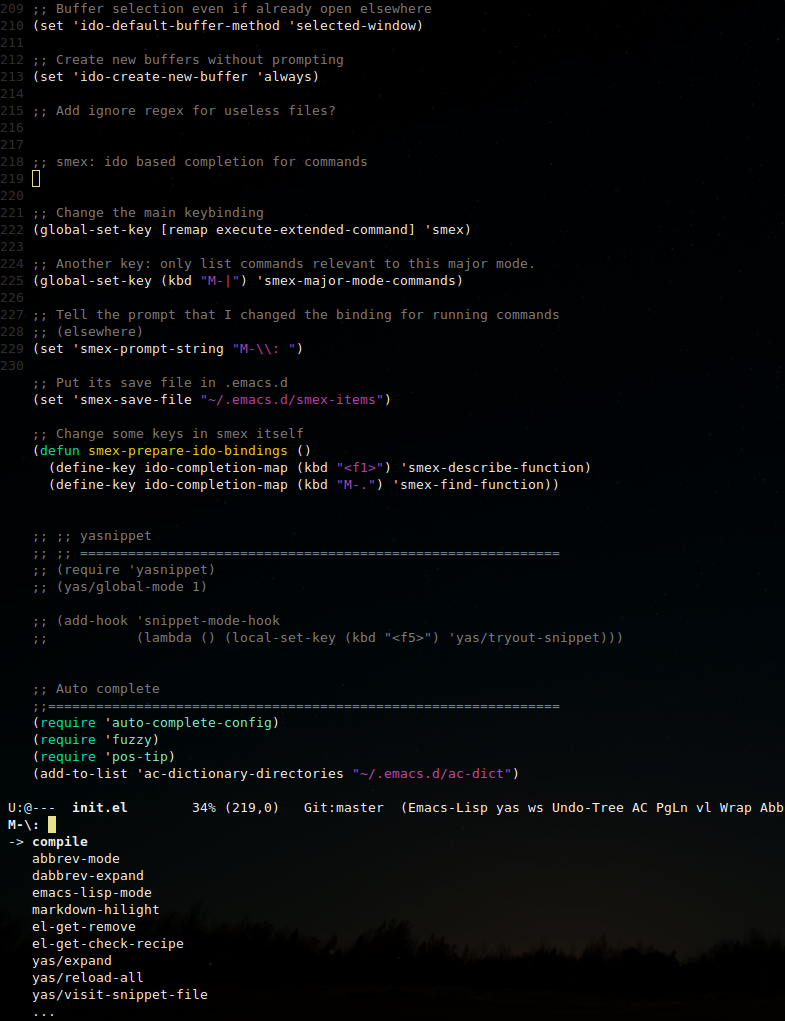 209 ;; Buffer selection even if already open elsewhere
210 (set 'ido-default-buffer-method 'selected-window)
211
212 ;; Create new buffers without prompting
213 (set 'ido-create-new-buffer 'always)
214
215 ;; Add ignore regex for useless files?
216
217
218 ;; smex: ido based completion for commands
219
220
221 ;; Change the main keybinding
222 (global-set-key [remap execute-extended-command] 'smex)
223
224 ;; Another key: only list commands relevant to this major mode.
225 (global-set-key (kbd "M-|") 'smex-major-mode-commands)
226
227 ;; Tell the prompt that I changed the binding for running commands
228 ;; (elsewhere)
229 (set 'smex-prompt-string "M-\\: ")
230
;; Put its save file in .emacs.d
(set 'smex-save-file "~/.emacs.d/smex-items")
;; Change some keys in smex itself
(defun smex-prepare-ido-bindings ()
  (define-key ido-completion-map (kbd "<f1>") 'smex-describe-function)
  (define-key ido-completion-map (kbd "M-.") 'smex-find-function))
;; ;; yasnippet
;; ;; ============================================================
;; (require 'yasnippet)
;; (yas/global-mode 1)
;; (add-hook 'snippet-mode-hook
;;           (lambda () (local-set-key (kbd "<f5>") 'yas/tryout-snippet)))
;; Auto complete
;;================================================================
(require 'auto-complete-config)
(require 'fuzzy)
(require 'pos-tip)
(add-to-list 'ac-dictionary-directories "~/.emacs.d/ac-dict")
U:@---  init.el        34% (219,0)   Git:master  (Emacs-Lisp yas ws Undo-Tree AC PgLn vl Wrap Abb
M-\:
-> compile
abbrev-mode
dabbrev-expand
emacs-lisp-mode
markdown-hilight
el-get-remove
el-get-check-recipe
yas/expand
yas/reload-all
yas/visit-snippet-file
...